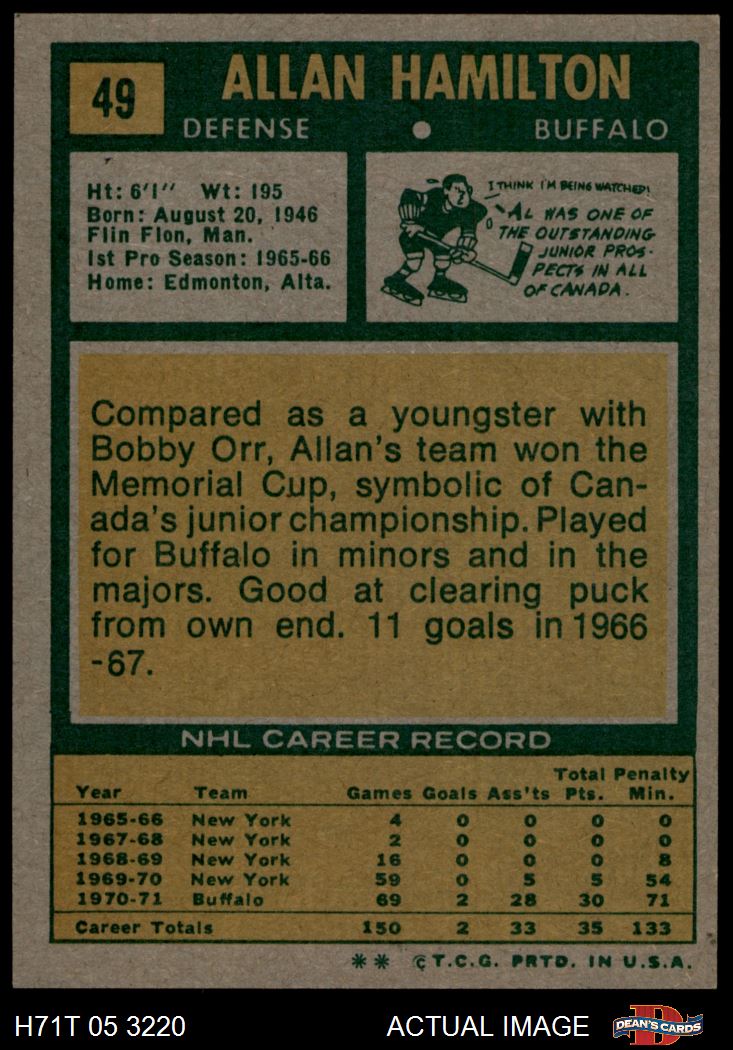 49
ALLAN HAMILTON
DEFENSE • BUFFALO
Ht: 6'1" Wt: 195
Born: August 20, 1946
Flin Flon, Man.
1st Pro Season: 1965-66
Home: Edmonton, Alta.
I THINK I'M BEING WATCHED!
AL WAS ONE OF
THE OUTSTANDING
JUNIOR PROS-
PECTS IN ALL
OF CANADA.
Compared as a youngster with
Bobby Orr, Allan's team won the
Memorial Cup, symbolic of Can-
ada's junior championship. Played
for Buffalo in minors and in the
majors. Good at clearing puck
from own end. 11 goals in 1966
-67.
NHL CAREER RECORD
Total Penalty
Year Team Games Goals Ass'ts Pts. Min.
1965-66 New York 4 0 0 0 0
1967-68 New York 2 0 0 0 0
1968-69 New York 16 0 0 0 8
1969-70 New York 59 0 5 5 54
1970-71 Buffalo 69 2 28 30 71
Career Totals 150 2 33 35 133
** © T.C.G. PRTD. IN U.S.A.
H71T 05 3220 ACTUAL IMAGE D DEAN'S CARDS